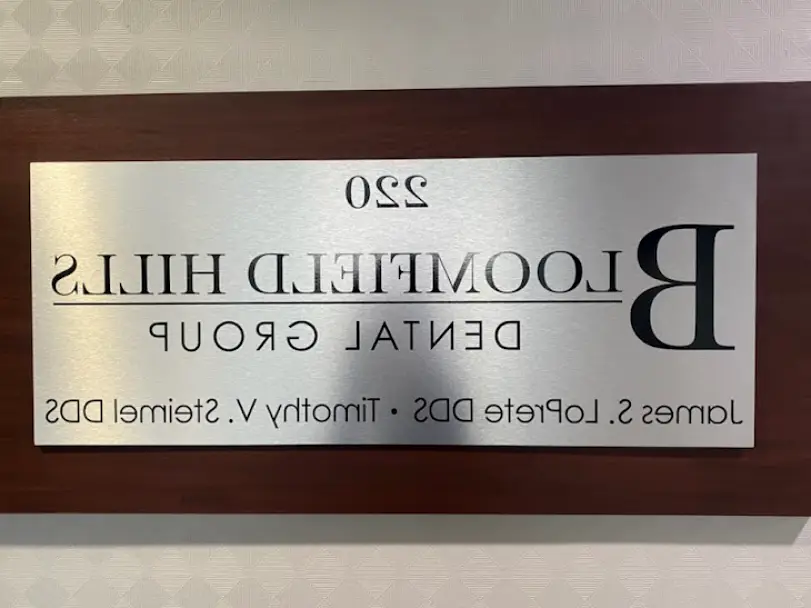 220
BLOOMFIELD HILLS
DENTAL GROUP
James S. LoPrete DDS • Timothy V. Steimel DDS